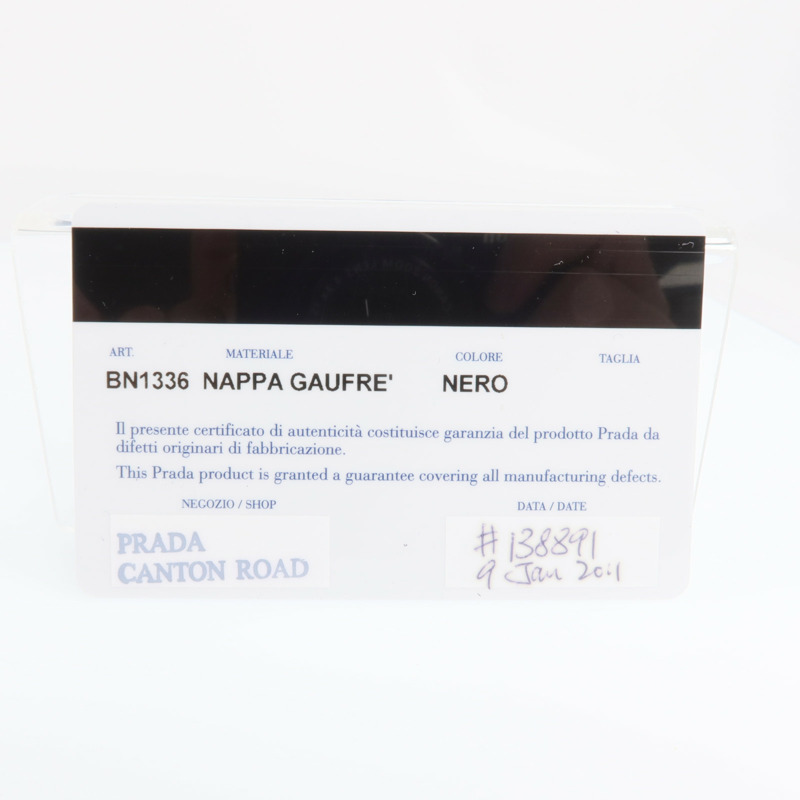 ART. MATERIALE COLORE TAGLIA
BN1336 NAPPA GAUFRE' NERO
Il presente certificato di autenticità costituisce garanzia del prodotto Prada da
difetti originari di fabbricazione.
This Prada product is granted a guarantee covering all manufacturing defects.
NEGOZIO / SHOP DATA / DATE
PRADA
CANTON ROAD
#138891
9 Jan 2011